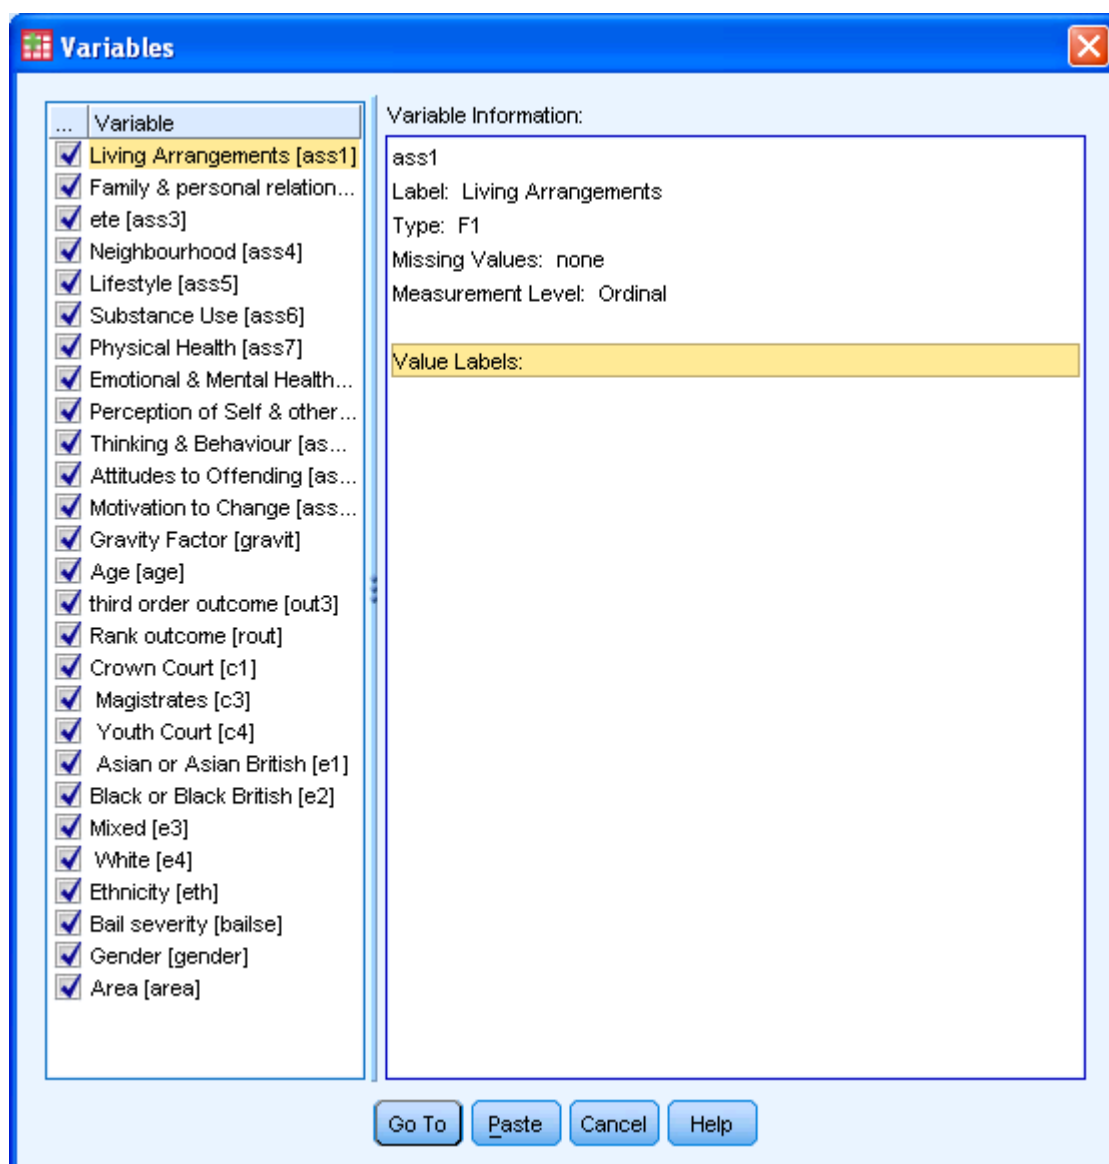 Variables
... Variable
Living Arrangements [ass1]
Family & personal relation...
ete [ass3]
Neighbourhood [ass4]
Lifestyle [ass5]
Substance Use [ass6]
Physical Health [ass7]
Emotional & Mental Health...
Perception of Self & other...
Thinking & Behaviour [as...
Attitudes to Offending [as...
Motivation to Change [ass...
Gravity Factor [gravit]
Age [age]
third order outcome [out3]
Rank outcome [rout]
Crown Court [c1]
Magistrates [c3]
Youth Court [c4]
Asian or Asian British [e1]
Black or Black British [e2]
Mixed [e3]
White [e4]
Ethnicity [eth]
Bail severity [bailse]
Gender [gender]
Area [area]
Variable Information:
ass1
Label: Living Arrangements
Type: F1
Missing Values: none
Measurement Level: Ordinal
Value Labels:
Go To Paste Cancel Help